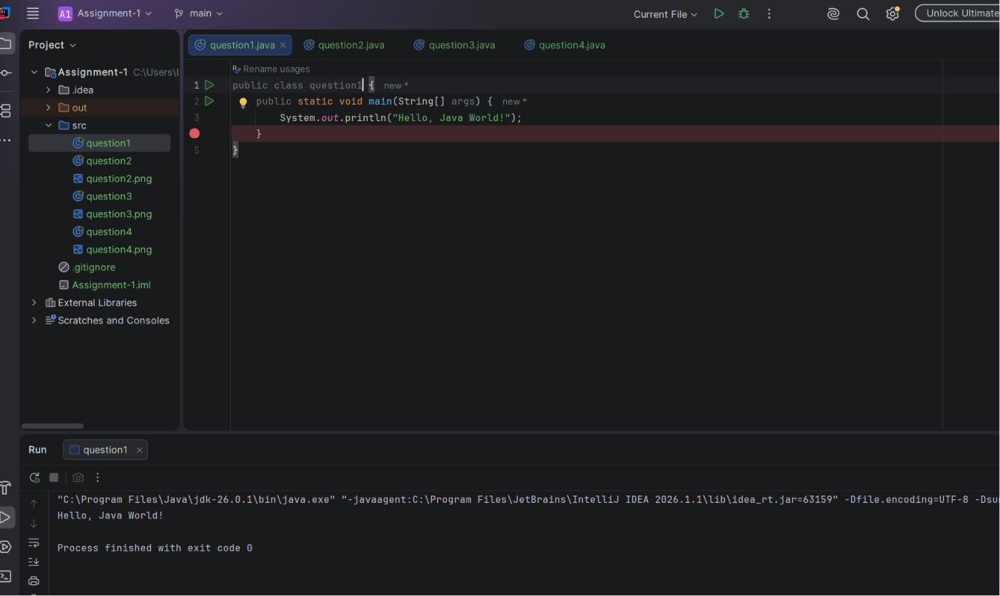 A1 Assignment-1 main Current File Unlock Ultimate
Project
Assignment-1 C:\Users\
.idea
out
src
question1
question2
question2.png
question3
question3.png
question4
question4.png
.gitignore
Assignment-1.iml
External Libraries
Scratches and Consoles
question1.java question2.java question3.java question4.java
Rename usages
1 public class question1 { new *
2 public static void main(String[] args) { new *
3 System.out.println("Hello, Java World!");
}
5 }
Run question1
"C:\Program Files\Java\jdk-26.0.1\bin\java.exe" "-javaagent:C:\Program Files\JetBrains\IntelliJ IDEA 2026.1.1\lib\idea_rt.jar=63159" -Dfile.encoding=UTF-8 -Dsu
Hello, Java World!
Process finished with exit code 0